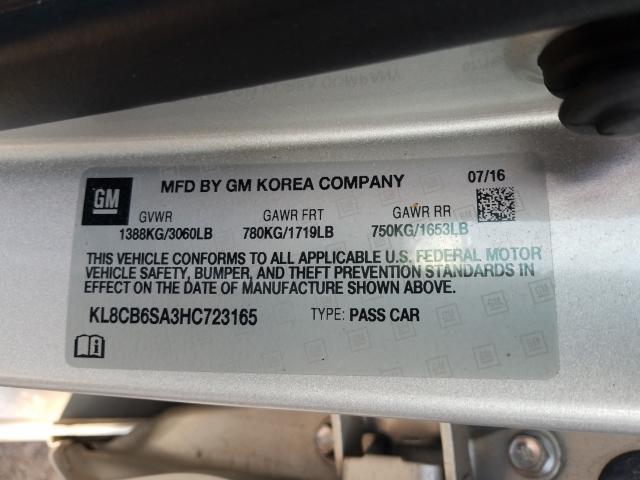 GM
MFD BY GM KOREA COMPANY
07/16
GVWR GAWR FRT GAWR RR
1388KG/3060LB 780KG/1719LB 750KG/1653LB
THIS VEHICLE CONFORMS TO ALL APPLICABLE U.S. FEDERAL MOTOR
VEHICLE SAFETY, BUMPER, AND THEFT PREVENTION STANDARDS IN
EFFECT ON THE DATE OF MANUFACTURE SHOWN ABOVE.
KL8CB6SA3HC723165 TYPE: PASS CAR